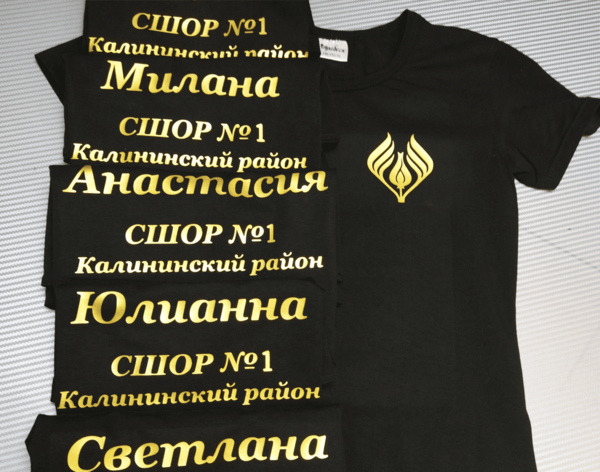 СШОР №1
Калининский район
Милана
СШОР №1
Калининский район
Анастасия
СШОР №1
Калининский район
Юлианна
СШОР №1
Калининский район
Светлана